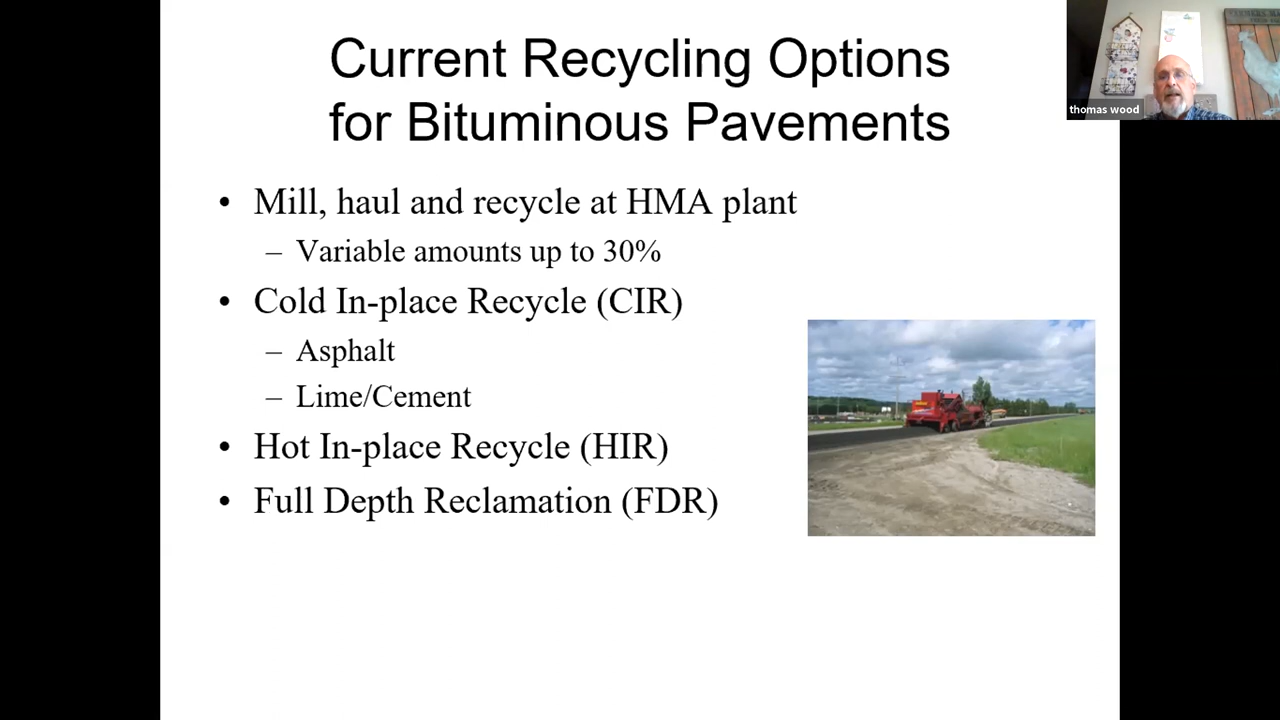 Current Recycling Options
for Bituminous Pavements
• Mill, haul and recycle at HMA plant
– Variable amounts up to 30%
• Cold In-place Recycle (CIR)
– Asphalt
– Lime/Cement
• Hot In-place Recycle (HIR)
• Full Depth Reclamation (FDR)
thomas wood